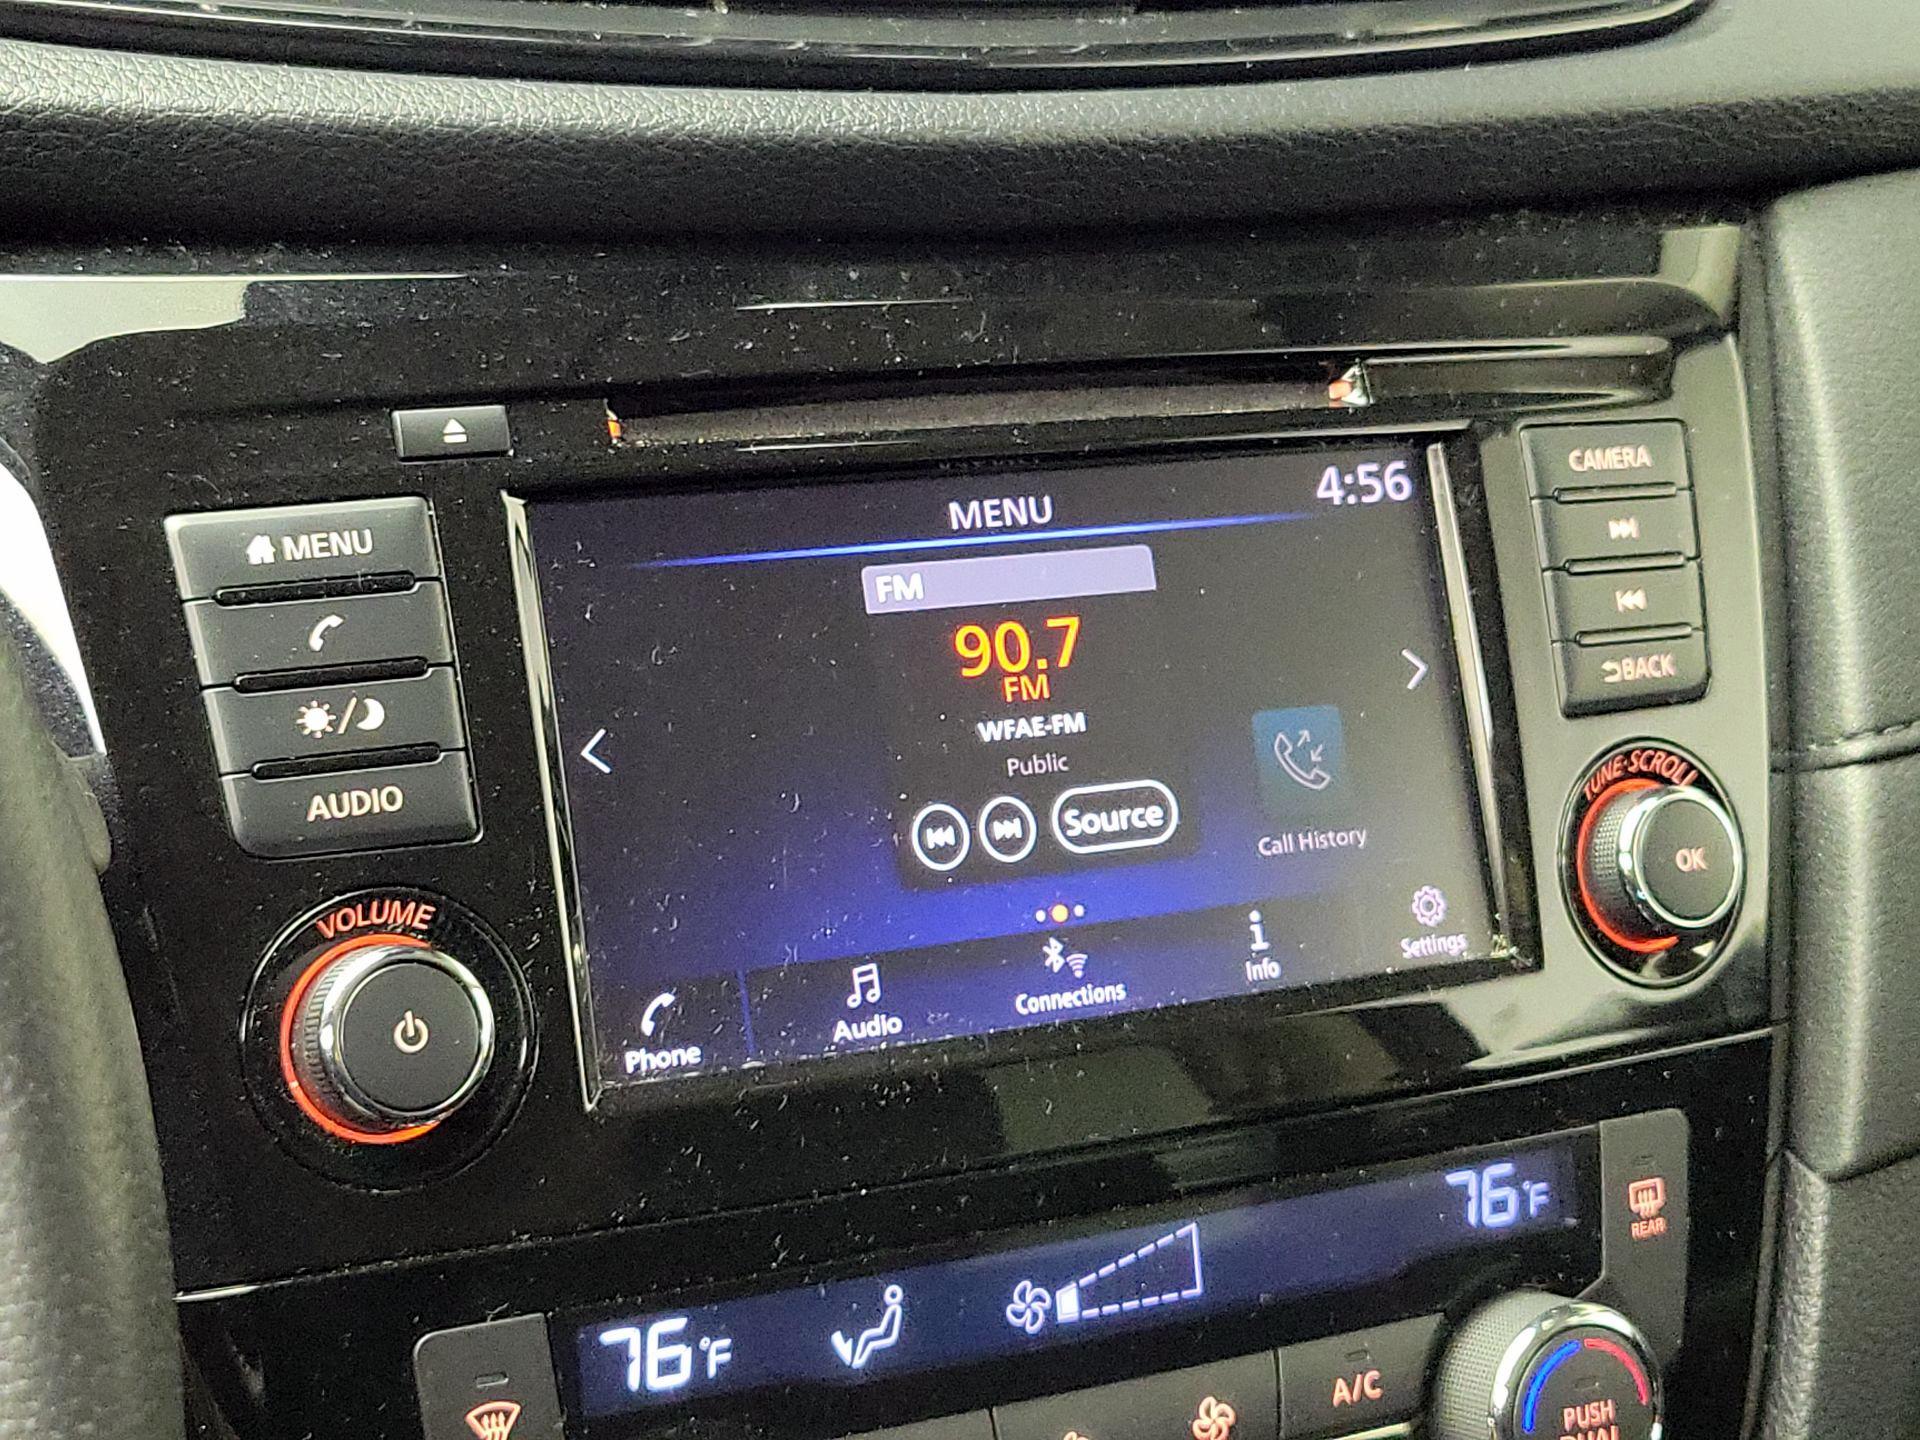 MENU
AUDIO
VOLUME
MENU
4:56
FM
90.7
FM
WFAE-FM
Public
Source
Call History
Phone
Audio
Connections
Info
Settings
CAMERA
BACK
TUNE·SCROLL
OK
76°F
76°F
REAR
A/C
PUSH
DUAL